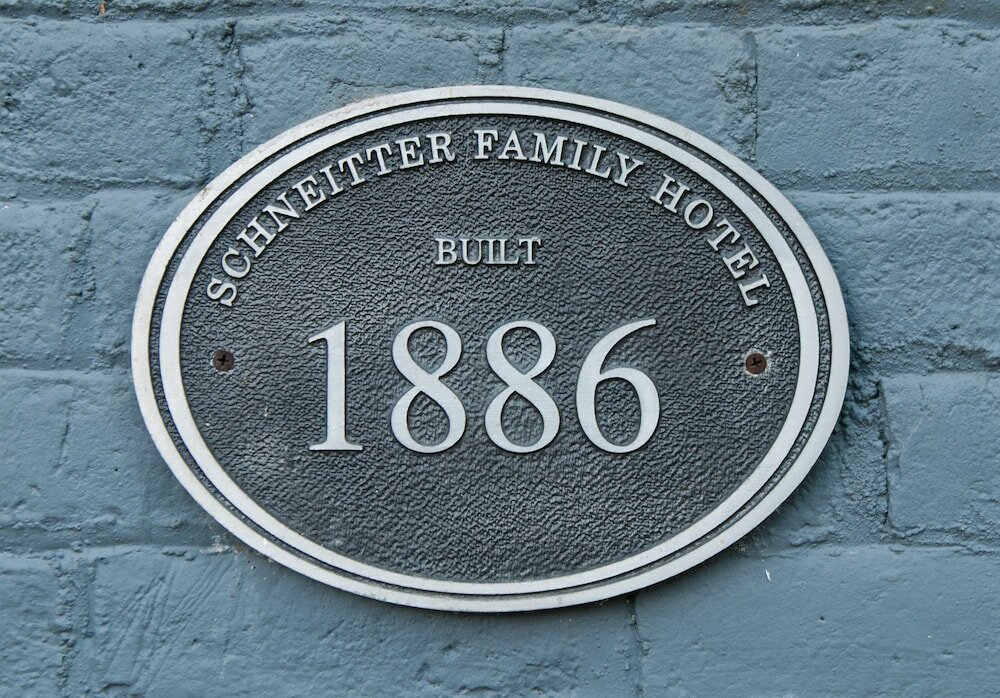 SCHNEITTER FAMILY HOTEL
BUILT
1886